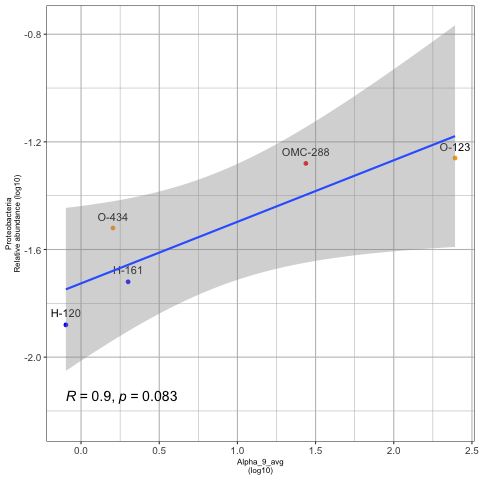 -0.8
-1.2
-1.6
-2.0
Proteobacteria
Relative abundance (log10)
OMC-288
O-123
O-434
H-161
H-120
R = 0.9, p = 0.083
0.0 0.5 1.0 1.5 2.0 2.5
Alpha_9_avg
(log10)